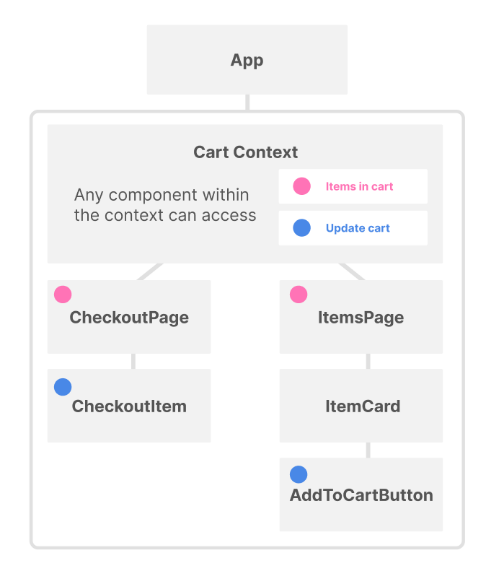 App
Cart Context
Any component within
the context can access
Items in cart
Update cart
CheckoutPage
ItemsPage
CheckoutItem
ItemCard
AddToCartButton